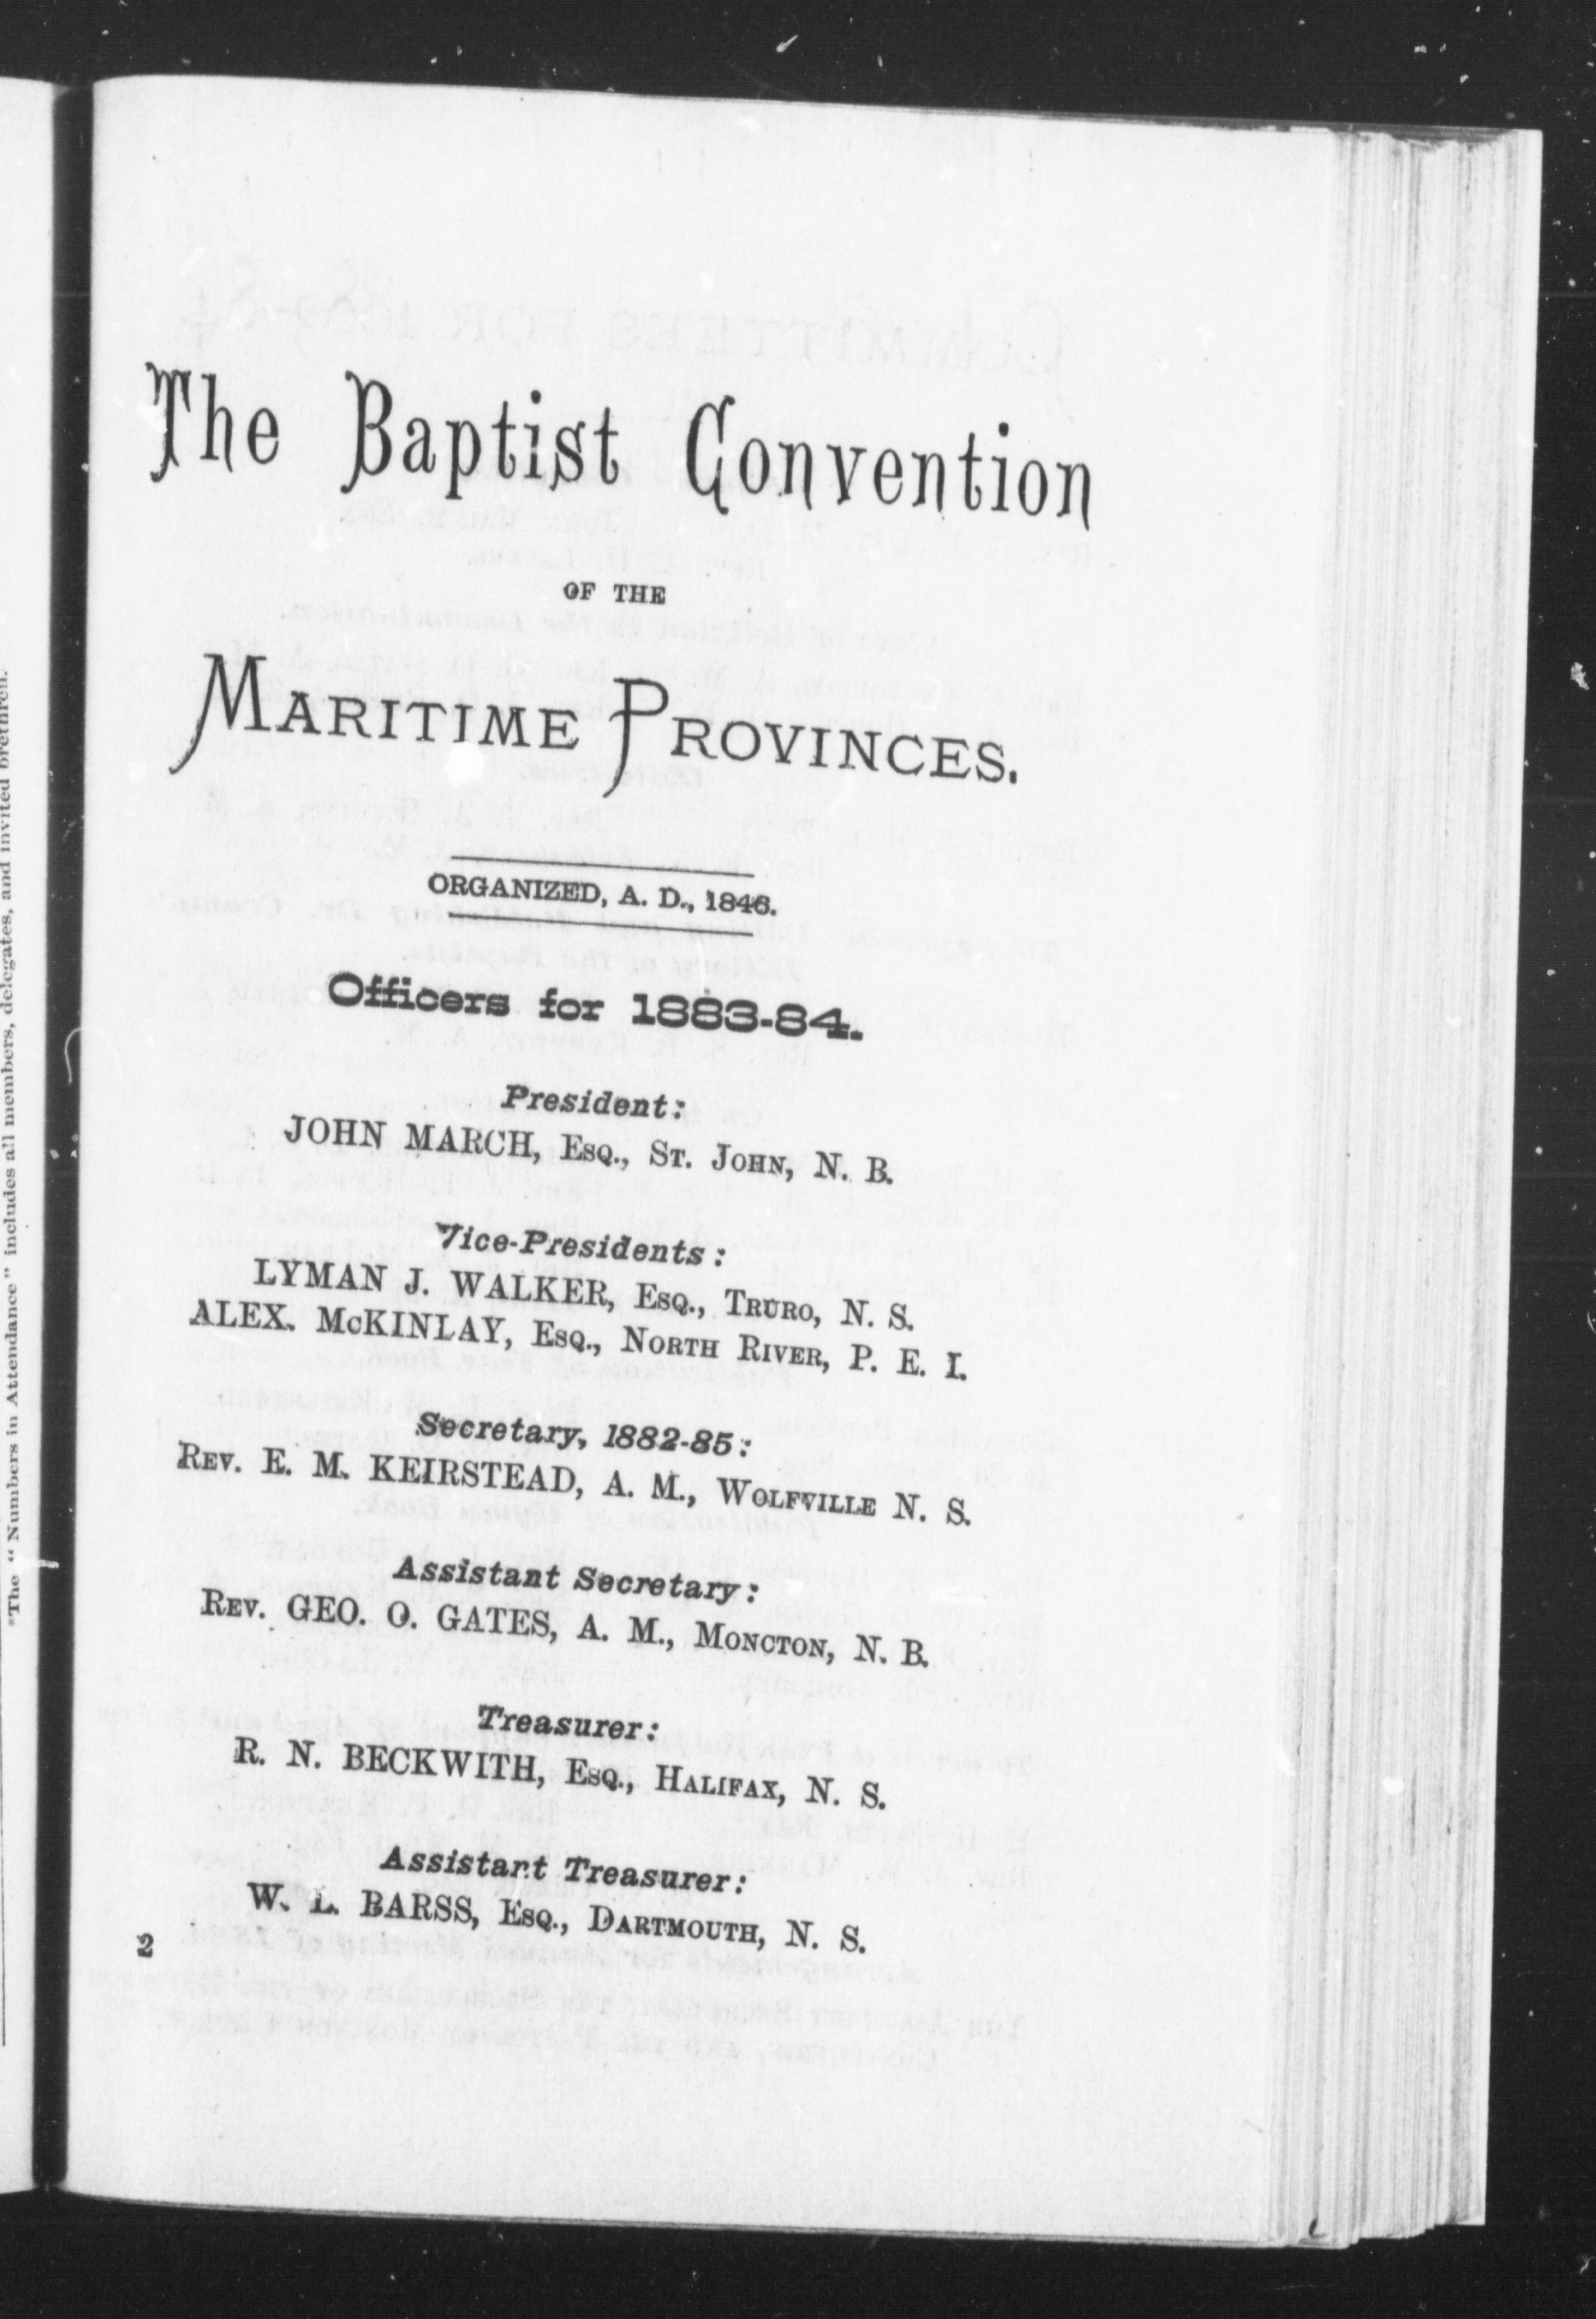 *The "Numbers in Attendance" includes all members, delegates, and invited brethren.
The Baptist Convention
OF THE
MARITIME PROVINCES.
ORGANIZED, A. D., 1846.
Officers for 1883-84.
President:
JOHN MARCH, ESQ., ST. JOHN, N. B.
Vice-Presidents:
LYMAN J. WALKER, ESQ., TRURO, N. S.
ALEX. McKINLAY, ESQ., NORTH RIVER, P. E. I.
Secretary, 1882-85:
REV. E. M. KEIRSTEAD, A. M., WOLFVILLE N. S.
Assistant Secretary:
REV. GEO. O. GATES, A. M., MONCTON, N. B.
Treasurer:
R. N. BECKWITH, ESQ., HALIFAX, N. S.
Assistant Treasurer:
W. L. BARSS, ESQ., DARTMOUTH, N. S.
2